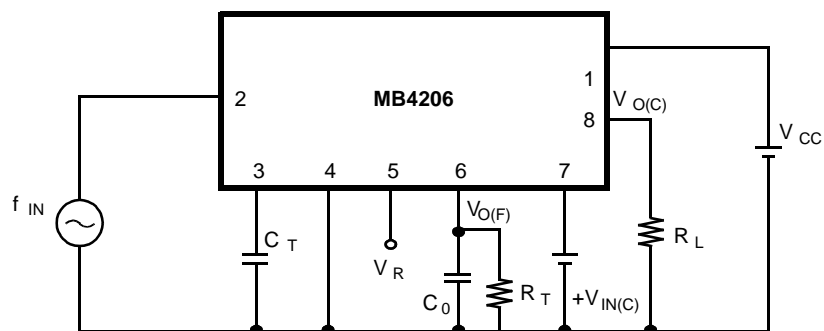 1
2
MB4206
V O(C)
8
V CC
3 4 5 6 7
f IN
V O(F)
C T
R L
V R
C 0
R T
+V IN(C)